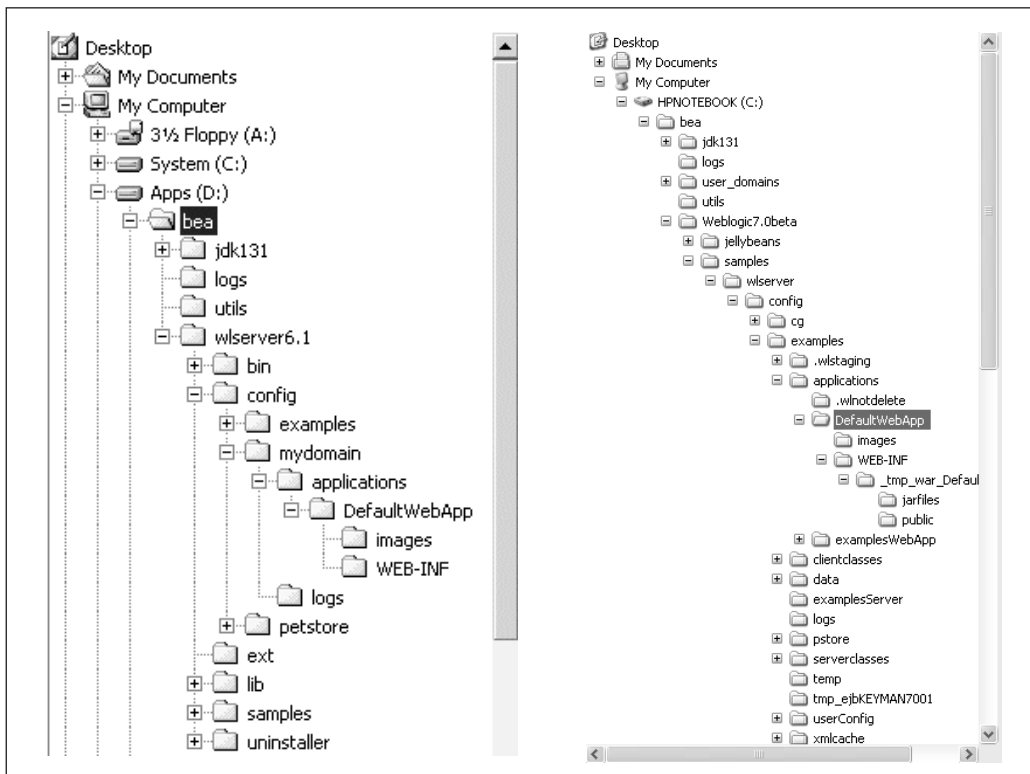 Desktop
My Documents
My Computer
3½ Floppy (A:)
System (C:)
Apps (D:)
bea
jdk131
logs
utils
wlserver6.1
bin
config
examples
mydomain
applications
DefaultWebApp
images
WEB-INF
logs
petstore
ext
lib
samples
uninstaller
Desktop
My Documents
My Computer
HPNOTEBOOK (C:)
bea
jdk131
logs
user_domains
utils
Weblogic7.0beta
jellybeans
samples
wlserver
config
cg
examples
.wlstaging
applications
.wlnotdelete
DefaultWebApp
images
WEB-INF
_tmp_war_Defaul
jarfiles
public
examplesWebApp
clientclasses
data
examplesServer
logs
pstore
serverclasses
temp
tmp_ejbKEYMAN7001
userConfig
xmlcache